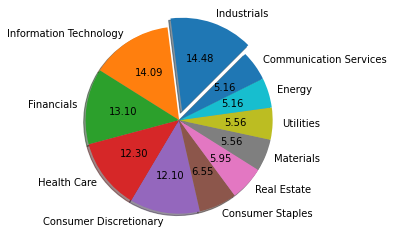 Industrials
14.48
Information Technology
14.09
Financials
13.10
Health Care
12.30
Consumer Discretionary
12.10
Consumer Staples
6.55
Real Estate
5.95
Materials
5.56
Utilities
5.56
Energy
5.16
Communication Services
5.16